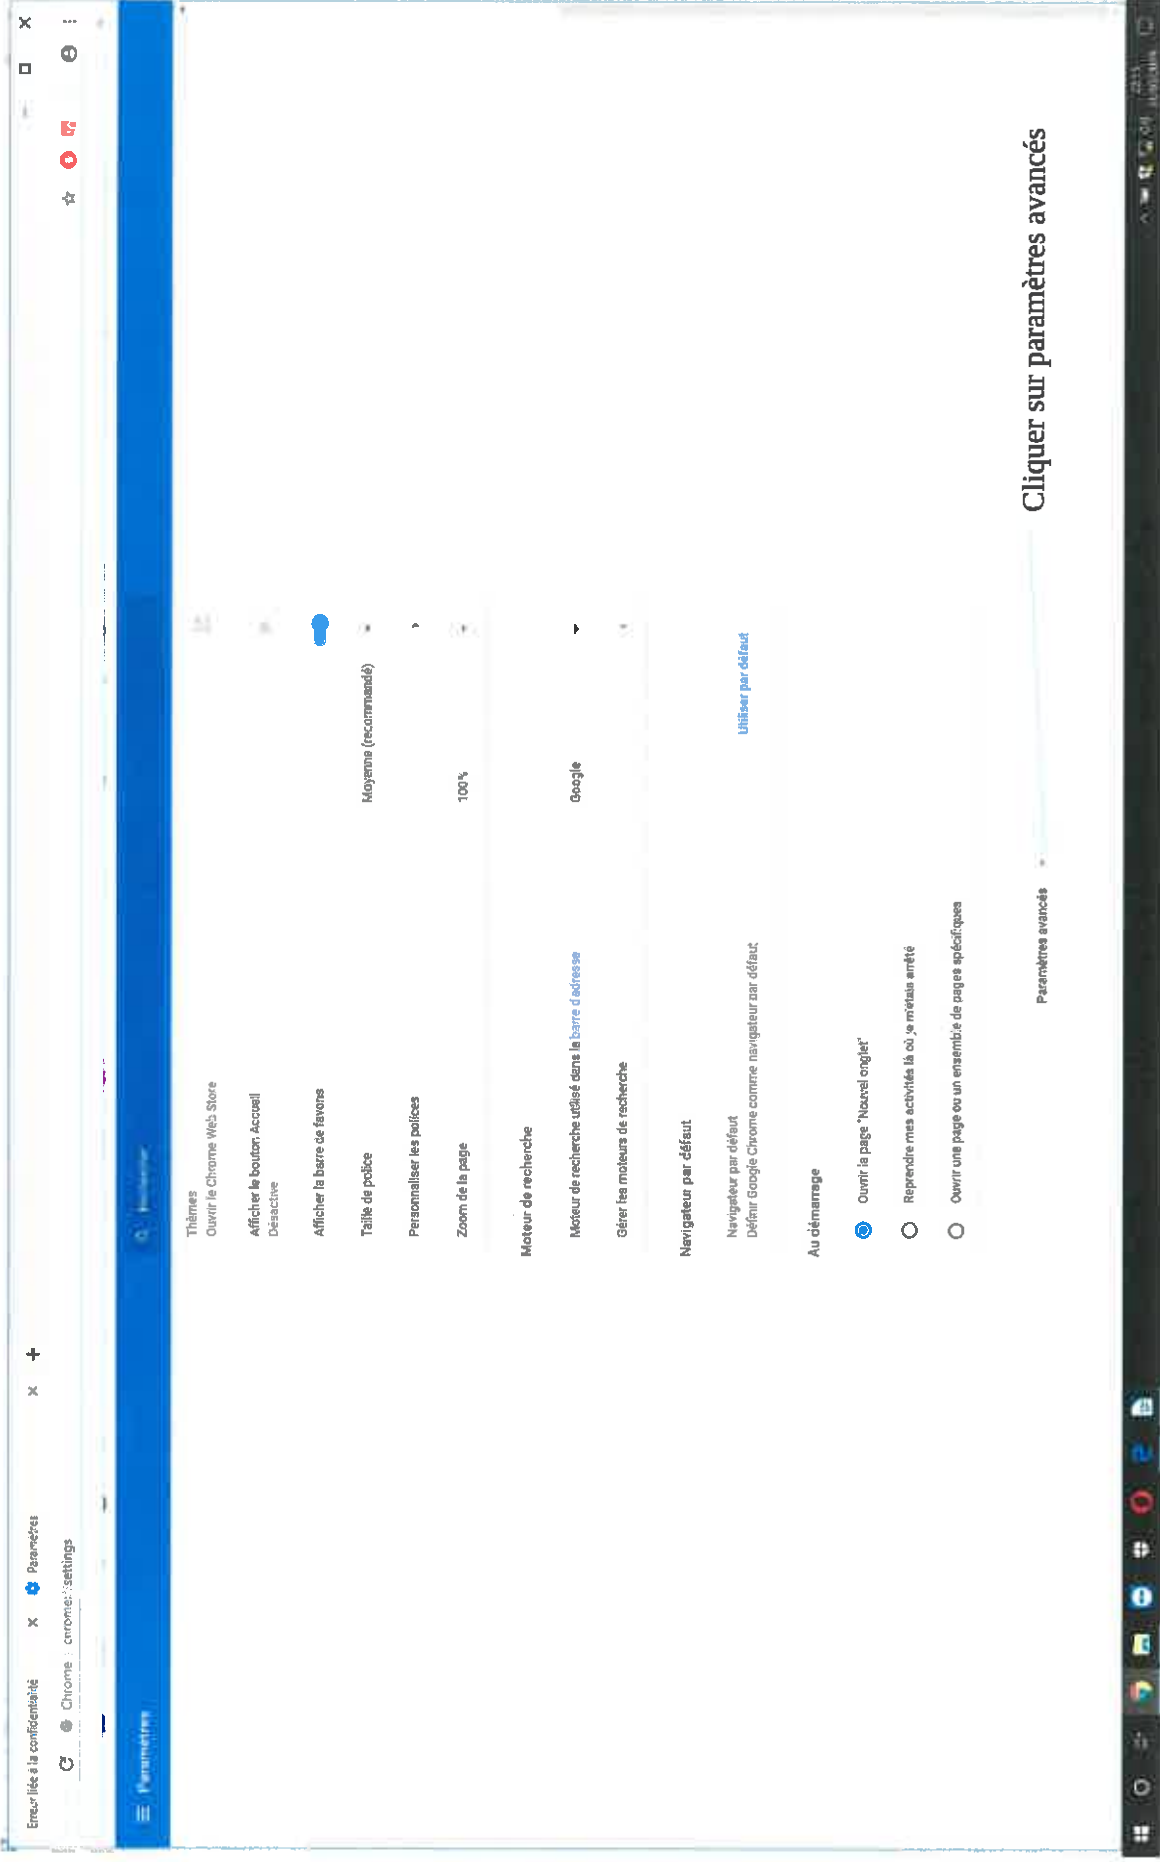 Erreur liée à la confidentialité
Paramètres
Chrome
settings
Paramètres
Thèmes
Ouvrir le Chrome Web Store
Afficher le bouton Accueil
Désactivé
Afficher la barre de favoris
Taille de police
Moyenne (recommandé)
Personnaliser les polices
Zoom de la page
100%
Moteur de recherche
Moteur de recherche utilisé dans la barre d'adresse
Google
Gérer les moteurs de recherche
Navigateur par défaut
Navigateur par défaut
Définir Google Chrome comme navigateur par défaut
Utiliser par défaut
Au démarrage
Ouvrir la page "Nouvel onglet"
Reprendre mes activités là où je m'étais arrêté
Ouvrir une page ou un ensemble de pages spécifiques
Paramètres avancés
Cliquer sur paramètres avancés